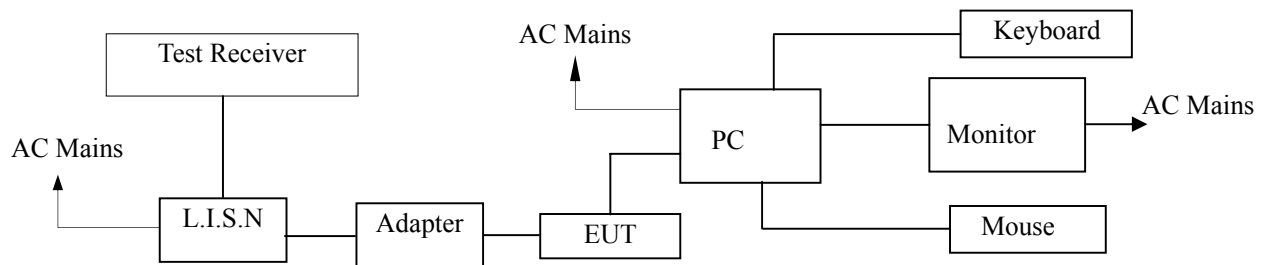 AC Mains
Keyboard
Test Receiver
AC Mains
PC
Monitor
AC Mains
L.I.S.N
Adapter
EUT
Mouse